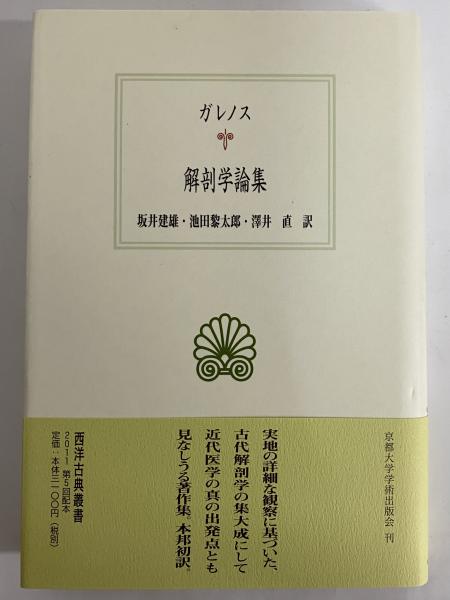 ガレノス
解剖学論集
坂井建雄・池田黎太郎・澤井 直 訳
京都大学学術出版会 刊
実地の詳細な観察に基づいた、
古代解剖学の集大成にして
近代医学の真の出発点とも
見なしうる著作集。本邦初訳。
西洋古典叢書
2011 第5回配本
定価：本体三一〇〇円（税別）